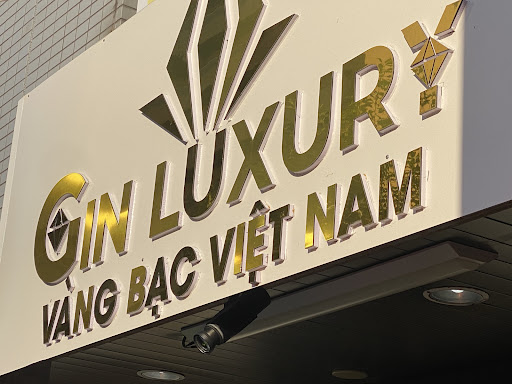 GIN LUXURY
VÀNG BẠC VIỆT NAM